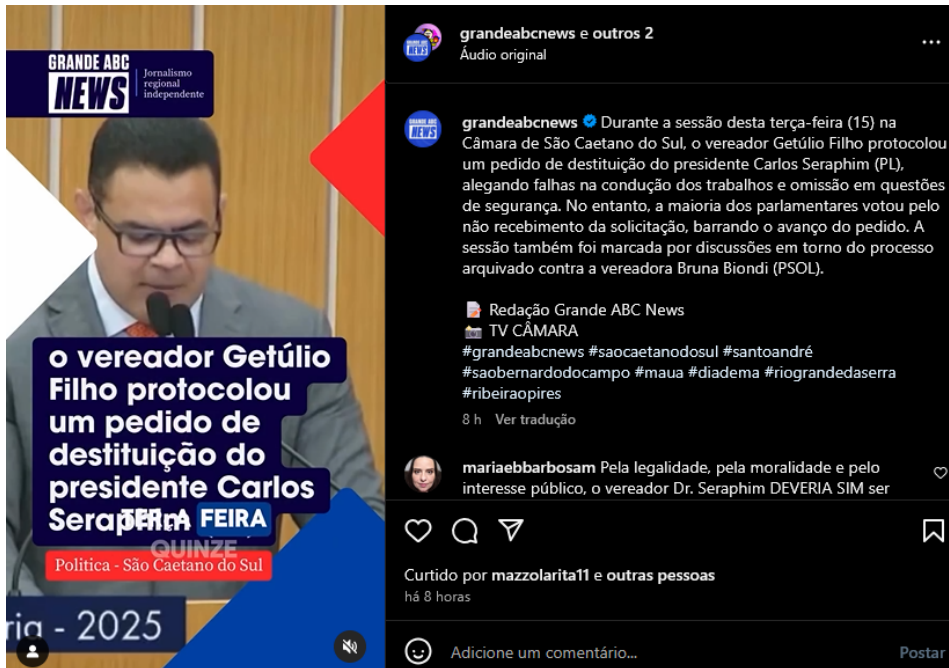 GRANDE ABC
NEWS
Jornalismo
regional
independente
o vereador Getúlio
Filho protocolou
um pedido de
destituição do
presidente Carlos
Seraphim
FEIRA
QUINZE
Politica - São Caetano do Sul
ria - 2025
grandeabcnews e outros 2
Áudio original
grandeabcnews Durante a sessão desta terça-feira (15) na
Câmara de São Caetano do Sul, o vereador Getúlio Filho protocolou
um pedido de destituição do presidente Carlos Seraphim (PL),
alegando falhas na condução dos trabalhos e omissão em questões
de segurança. No entanto, a maioria dos parlamentares votou pelo
não recebimento da solicitação, barrando o avanço do pedido. A
sessão também foi marcada por discussões em torno do processo
arquivado contra a vereadora Bruna Biondi (PSOL).
📝 Redação Grande ABC News
📸 TV CÂMARA
#grandeabcnews #saocaetanodosul #santoandré
#saobernardodocampo #maua #diadema #riograndedaserra
#ribeiraopires
8 h Ver tradução
mariaebbarbosam Pela legalidade, pela moralidade e pelo
interesse público, o vereador Dr. Seraphim DEVERIA SIM ser
Curtido por mazzolarita11 e outras pessoas
há 8 horas
Adicione um comentário...
Postar